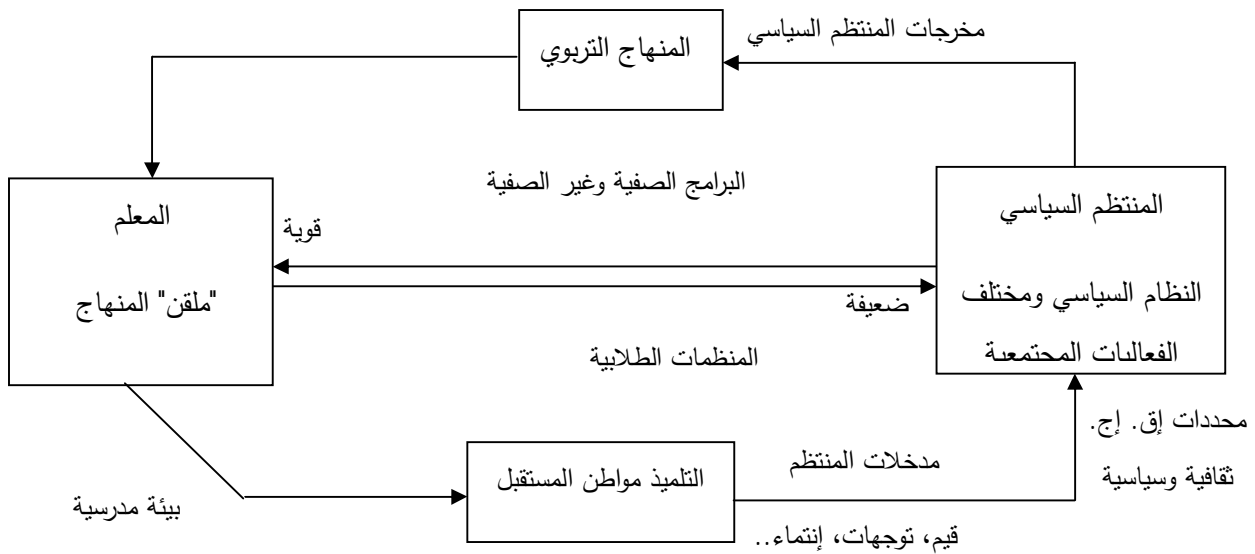 مخرجات المنتظم السياسي
المنهاج التربوي
البرامج الصفية وغير الصفية
المنتظم السياسي
النظام السياسي ومختلف
الفعاليات المجتمعية
المعلم
"ملقن" المنهاج
قوية
ضعيفة
المنظمات الطلابية
محددات إق. إج.
ثقافية وسياسية
مدخلات المنتظم
قيم، توجهات، إنتماء..
التلميذ مواطن المستقبل
بيئة مدرسية